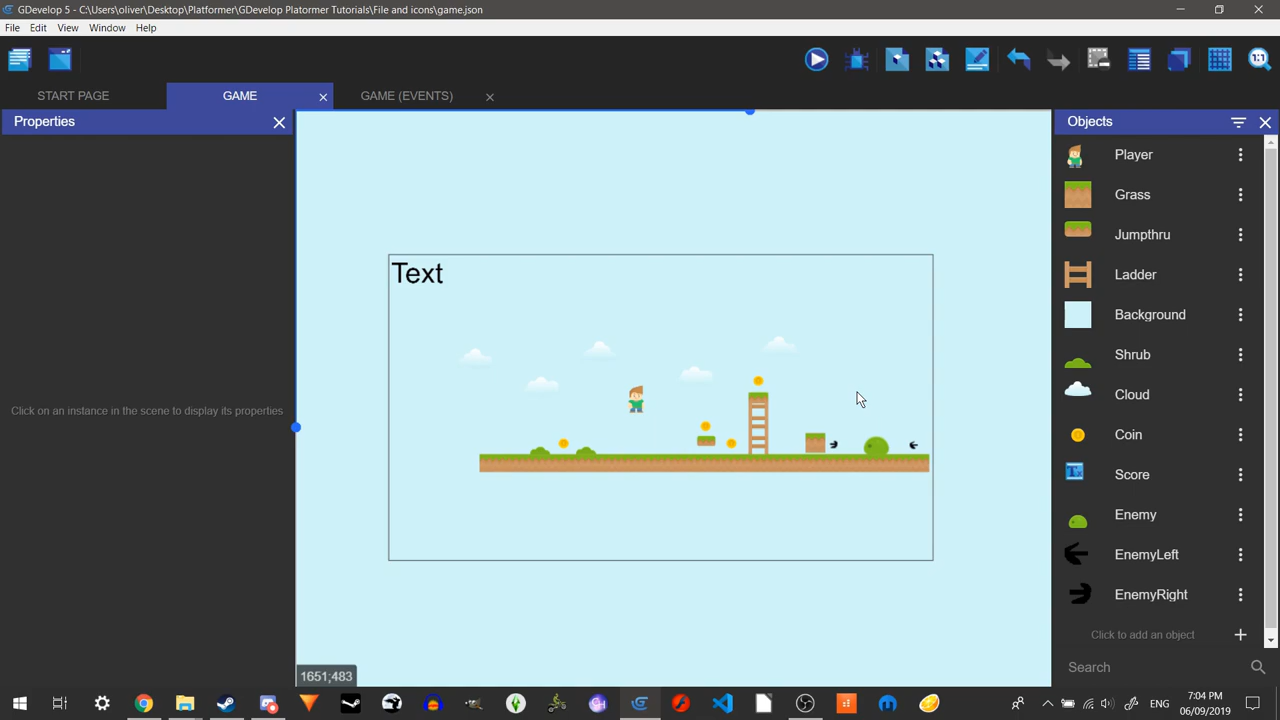 GDevelop 5 - C:\Users\oliver\Desktop\Platformer\GDevelop Platormer Tutorials\File and icons\game.json
File Edit View Window Help
1:1
START PAGE
GAME
GAME (EVENTS)
Properties
Click on an instance in the scene to display its properties
Text
1651;483
Objects
Player
Grass
Jumpthru
Ladder
Background
Shrub
Cloud
Coin
Score
Enemy
EnemyLeft
EnemyRight
Click to add an object
Search
ENG
7:04 PM
06/09/2019